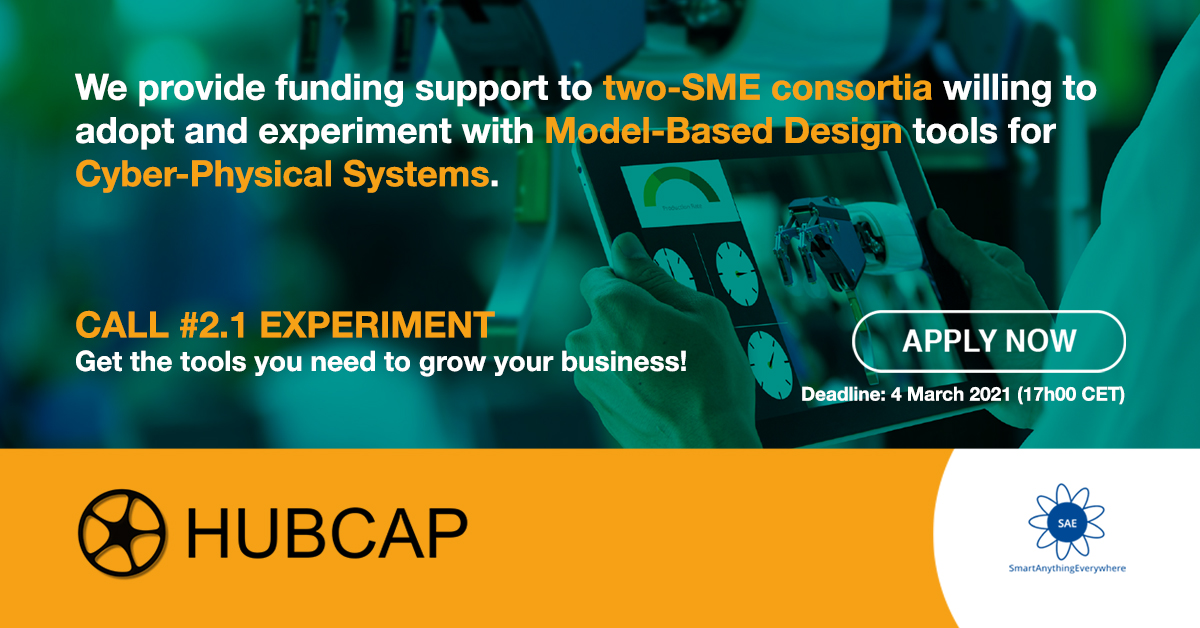 We provide funding support to two-SME consortia willing to
adopt and experiment with Model-Based Design tools for
Cyber-Physical Systems.
CALL #2.1 EXPERIMENT
Get the tools you need to grow your business!
APPLY NOW
Deadline: 4 March 2021 (17h00 CET)
HUBCAP
SAE
SmartAnythingEverywhere